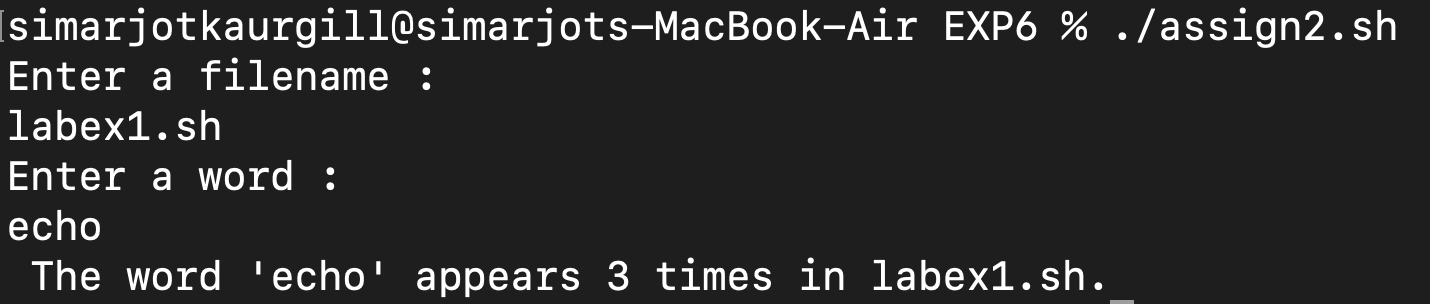 simarjotkaurgill@simarjots-MacBook-Air EXP6 % ./assign2.sh
Enter a filename :
labex1.sh
Enter a word :
echo
 The word 'echo' appears 3 times in labex1.sh.